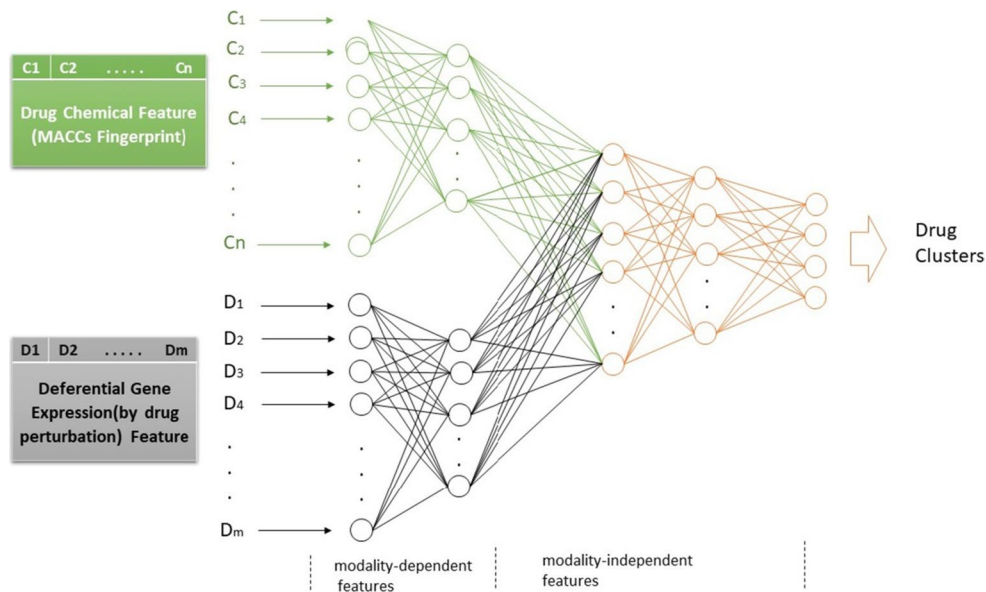 C1 C2 ..... Cn
Drug Chemical Feature
(MACCs Fingerprint)
C1
C2
C3
C4
.
.
.
Cn
D1 D2 ..... Dm
Deferential Gene
Expression(by drug
perturbation) Feature
D1
D2
D3
D4
.
.
.
Dm
Drug
Clusters
modality-dependent
features
modality-independent
features